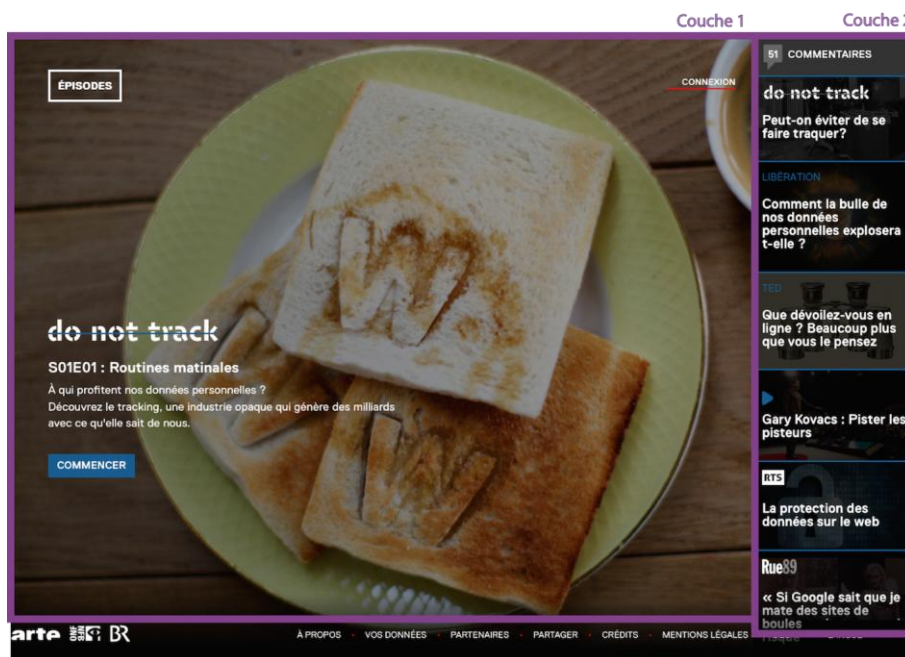 Couche 1
Couche 2
ÉPISODES
CONNEXION
W
W
W
do not track
S01E01 : Routines matinales
À qui profitent nos données personnelles ?
Découvrez le tracking, une industrie opaque qui génère des milliards
avec ce qu'elle sait de nous.
COMMENCER
51 COMMENTAIRES
do not track
Peut-on éviter de se
faire traquer?
LIBÉRATION
Comment la bulle de
nos données
personnelles explosera
t-elle ?
TED
Que dévoilez-vous en
ligne ? Beaucoup plus
que vous le pensez
Gary Kovacs : Pister les
pisteurs
RTS
La protection des
données sur le web
Rue89
« Si Google sait que je
mate des sites de
boules
arte ONF NFB BR
À PROPOS VOS DONNÉES PARTENAIRES PARTAGER CRÉDITS MENTIONS LÉGALES